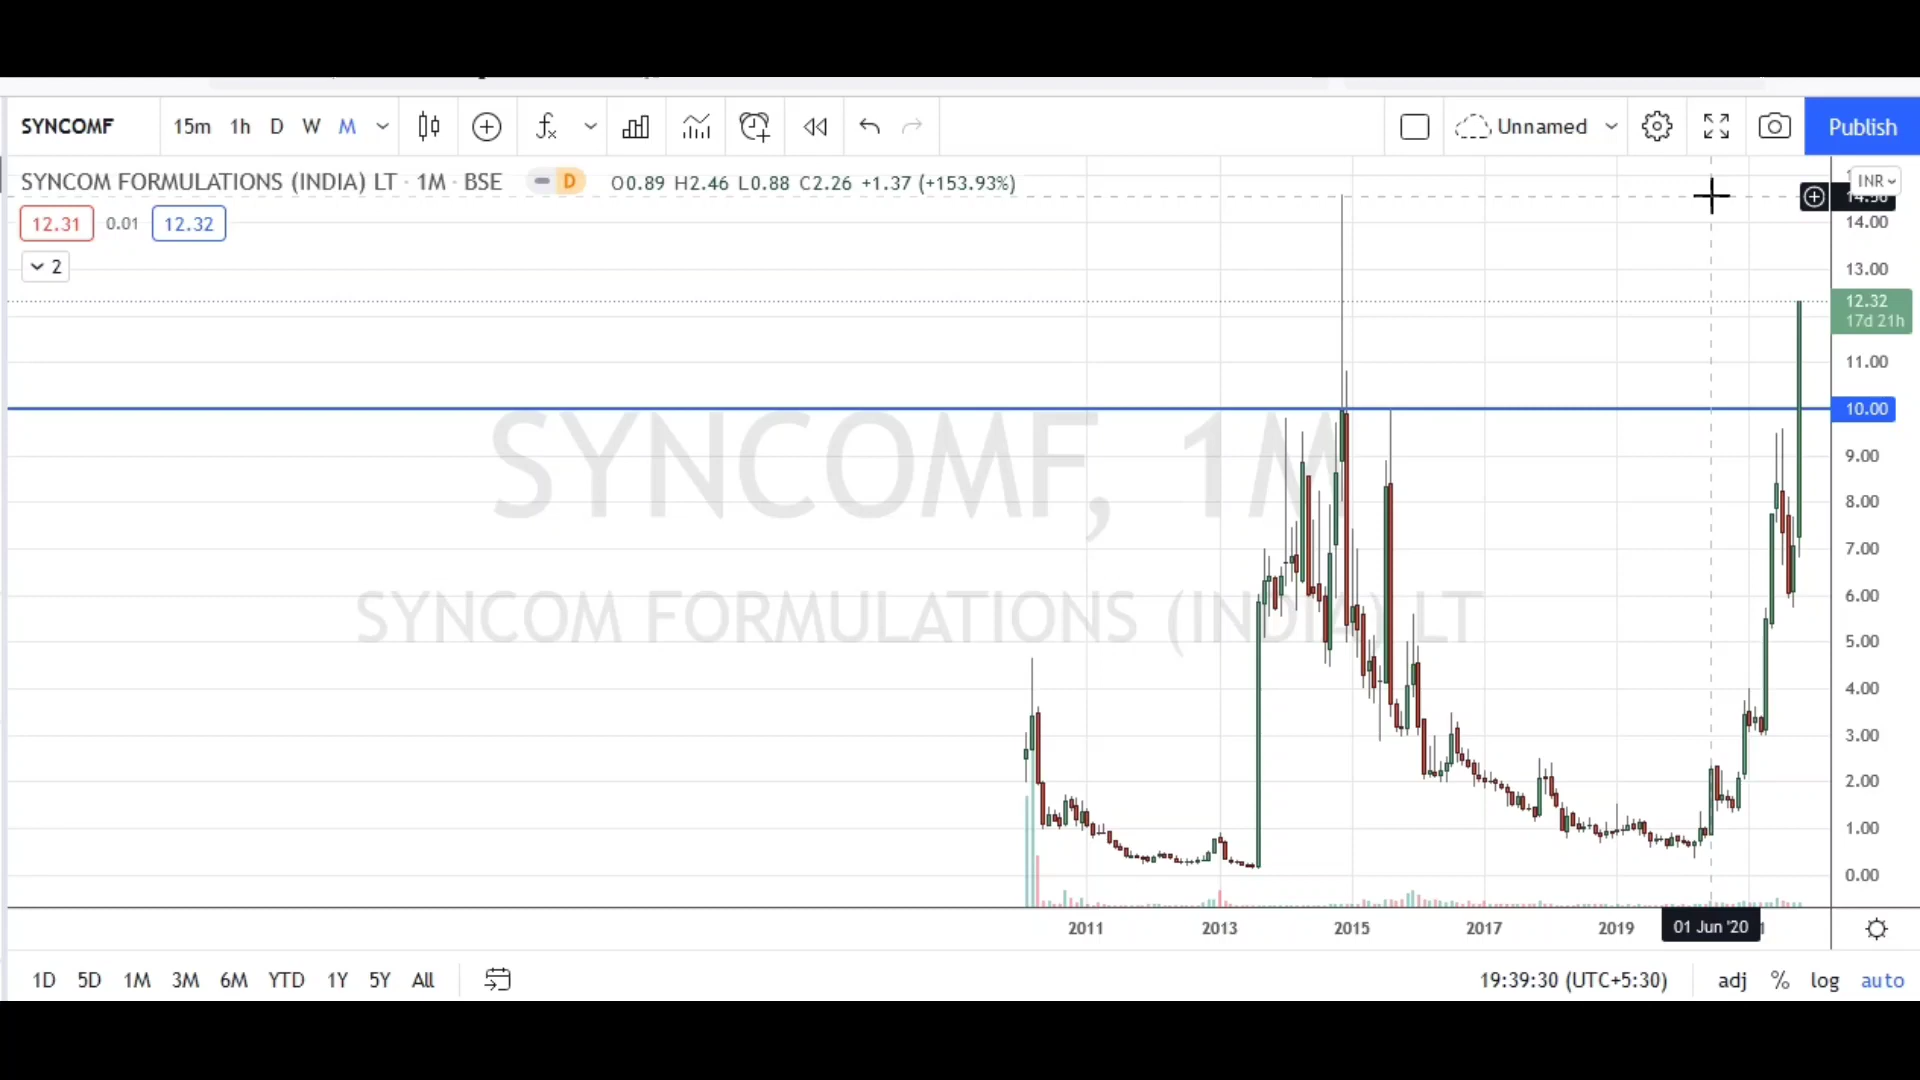 SYNCOMF 15m 1h D W M Unnamed Publish
SYNCOM FORMULATIONS (INDIA) LT · 1M · BSE D O0.89 H2.46 L0.88 C2.26 +1.37 (+153.93%) INR
12.31 0.01 12.32
2
14.00
13.00
12.32
17d 21h
11.00
10.00
9.00
8.00
7.00
6.00
5.00
4.00
3.00
2.00
1.00
0.00
SYNCOMF, 1M
SYNCOM FORMULATIONS (INDIA) LT
2011 2013 2015 2017 2019 01 Jun '20
1D 5D 1M 3M 6M YTD 1Y 5Y All 19:39:30 (UTC+5:30) adj % log auto